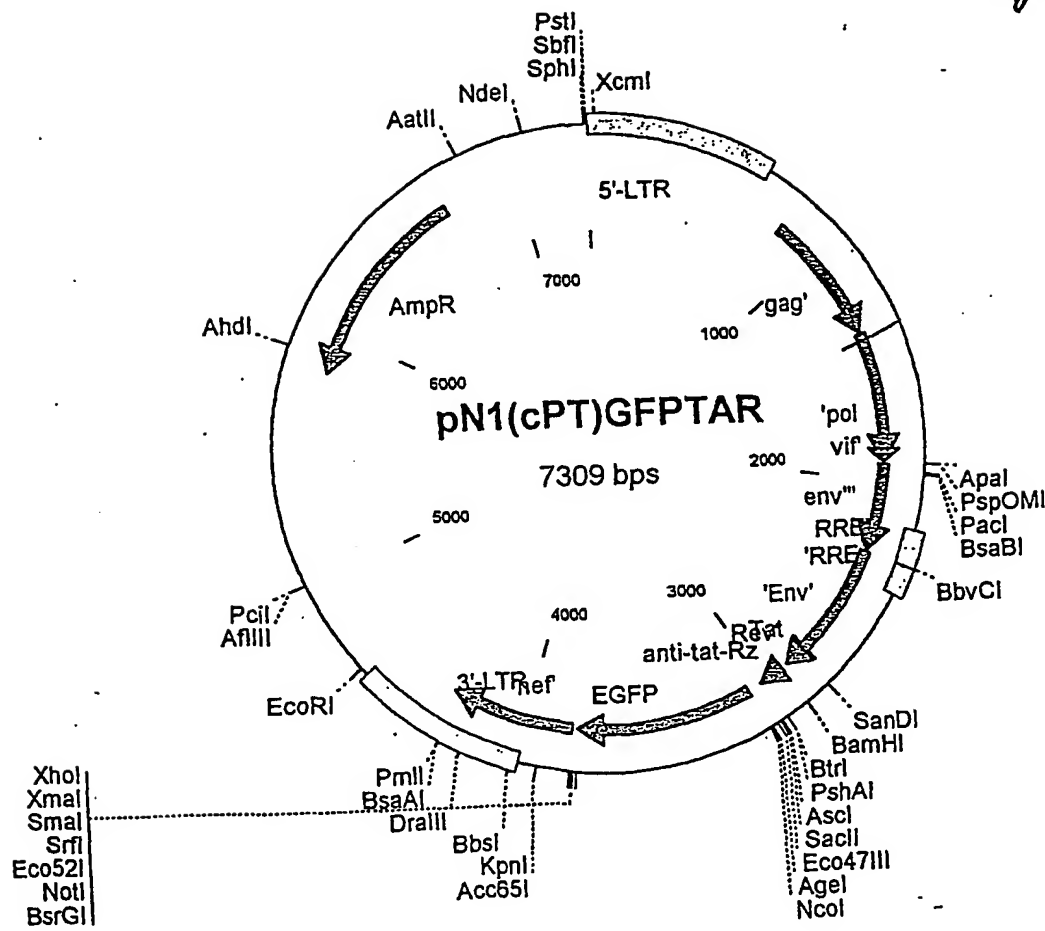 PstI
SbfI
SphI
XcmI
NdeI
AatII
5'-LTR
7000
AmpR
gag'
1000
AhdI
6000
pN1(cPT)GFPTAR
7309 bps
'pol
vif'
2000
ApaI
PspOMI
PacI
BsaBI
env'''
RRE'
'RRE
5000
'Env'
BbvCI
3000
4000
PciI
AflIII
Rev
Tat
anti-tat-Rz
3'-LTR
nef'
EGFP
EcoRI
SanDI
BamHI
BtrI
PshAI
AscI
SacII
Eco47III
AgeI
NcoI
PmlI
BsaAI
DraIII
BbsI
KpnI
Acc65I
XhoI
XmaI
SmaI
SrfI
Eco52I
NotI
BsrGI